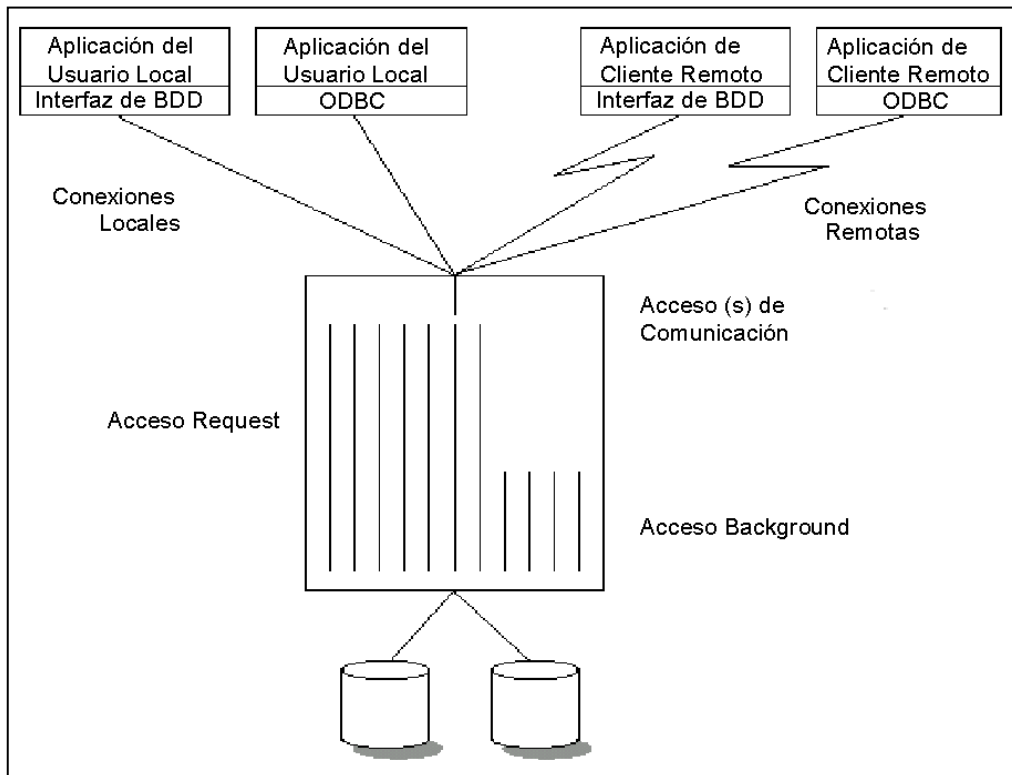 Aplicación del
Usuario Local
Interfaz de BDD
Aplicación del
Usuario Local
ODBC
Aplicación de
Cliente Remoto
Interfaz de BDD
Aplicación de
Cliente Remoto
ODBC
Conexiones
Locales
Conexiones
Remotas
Acceso (s) de
Comunicación
Acceso Request
Acceso Background